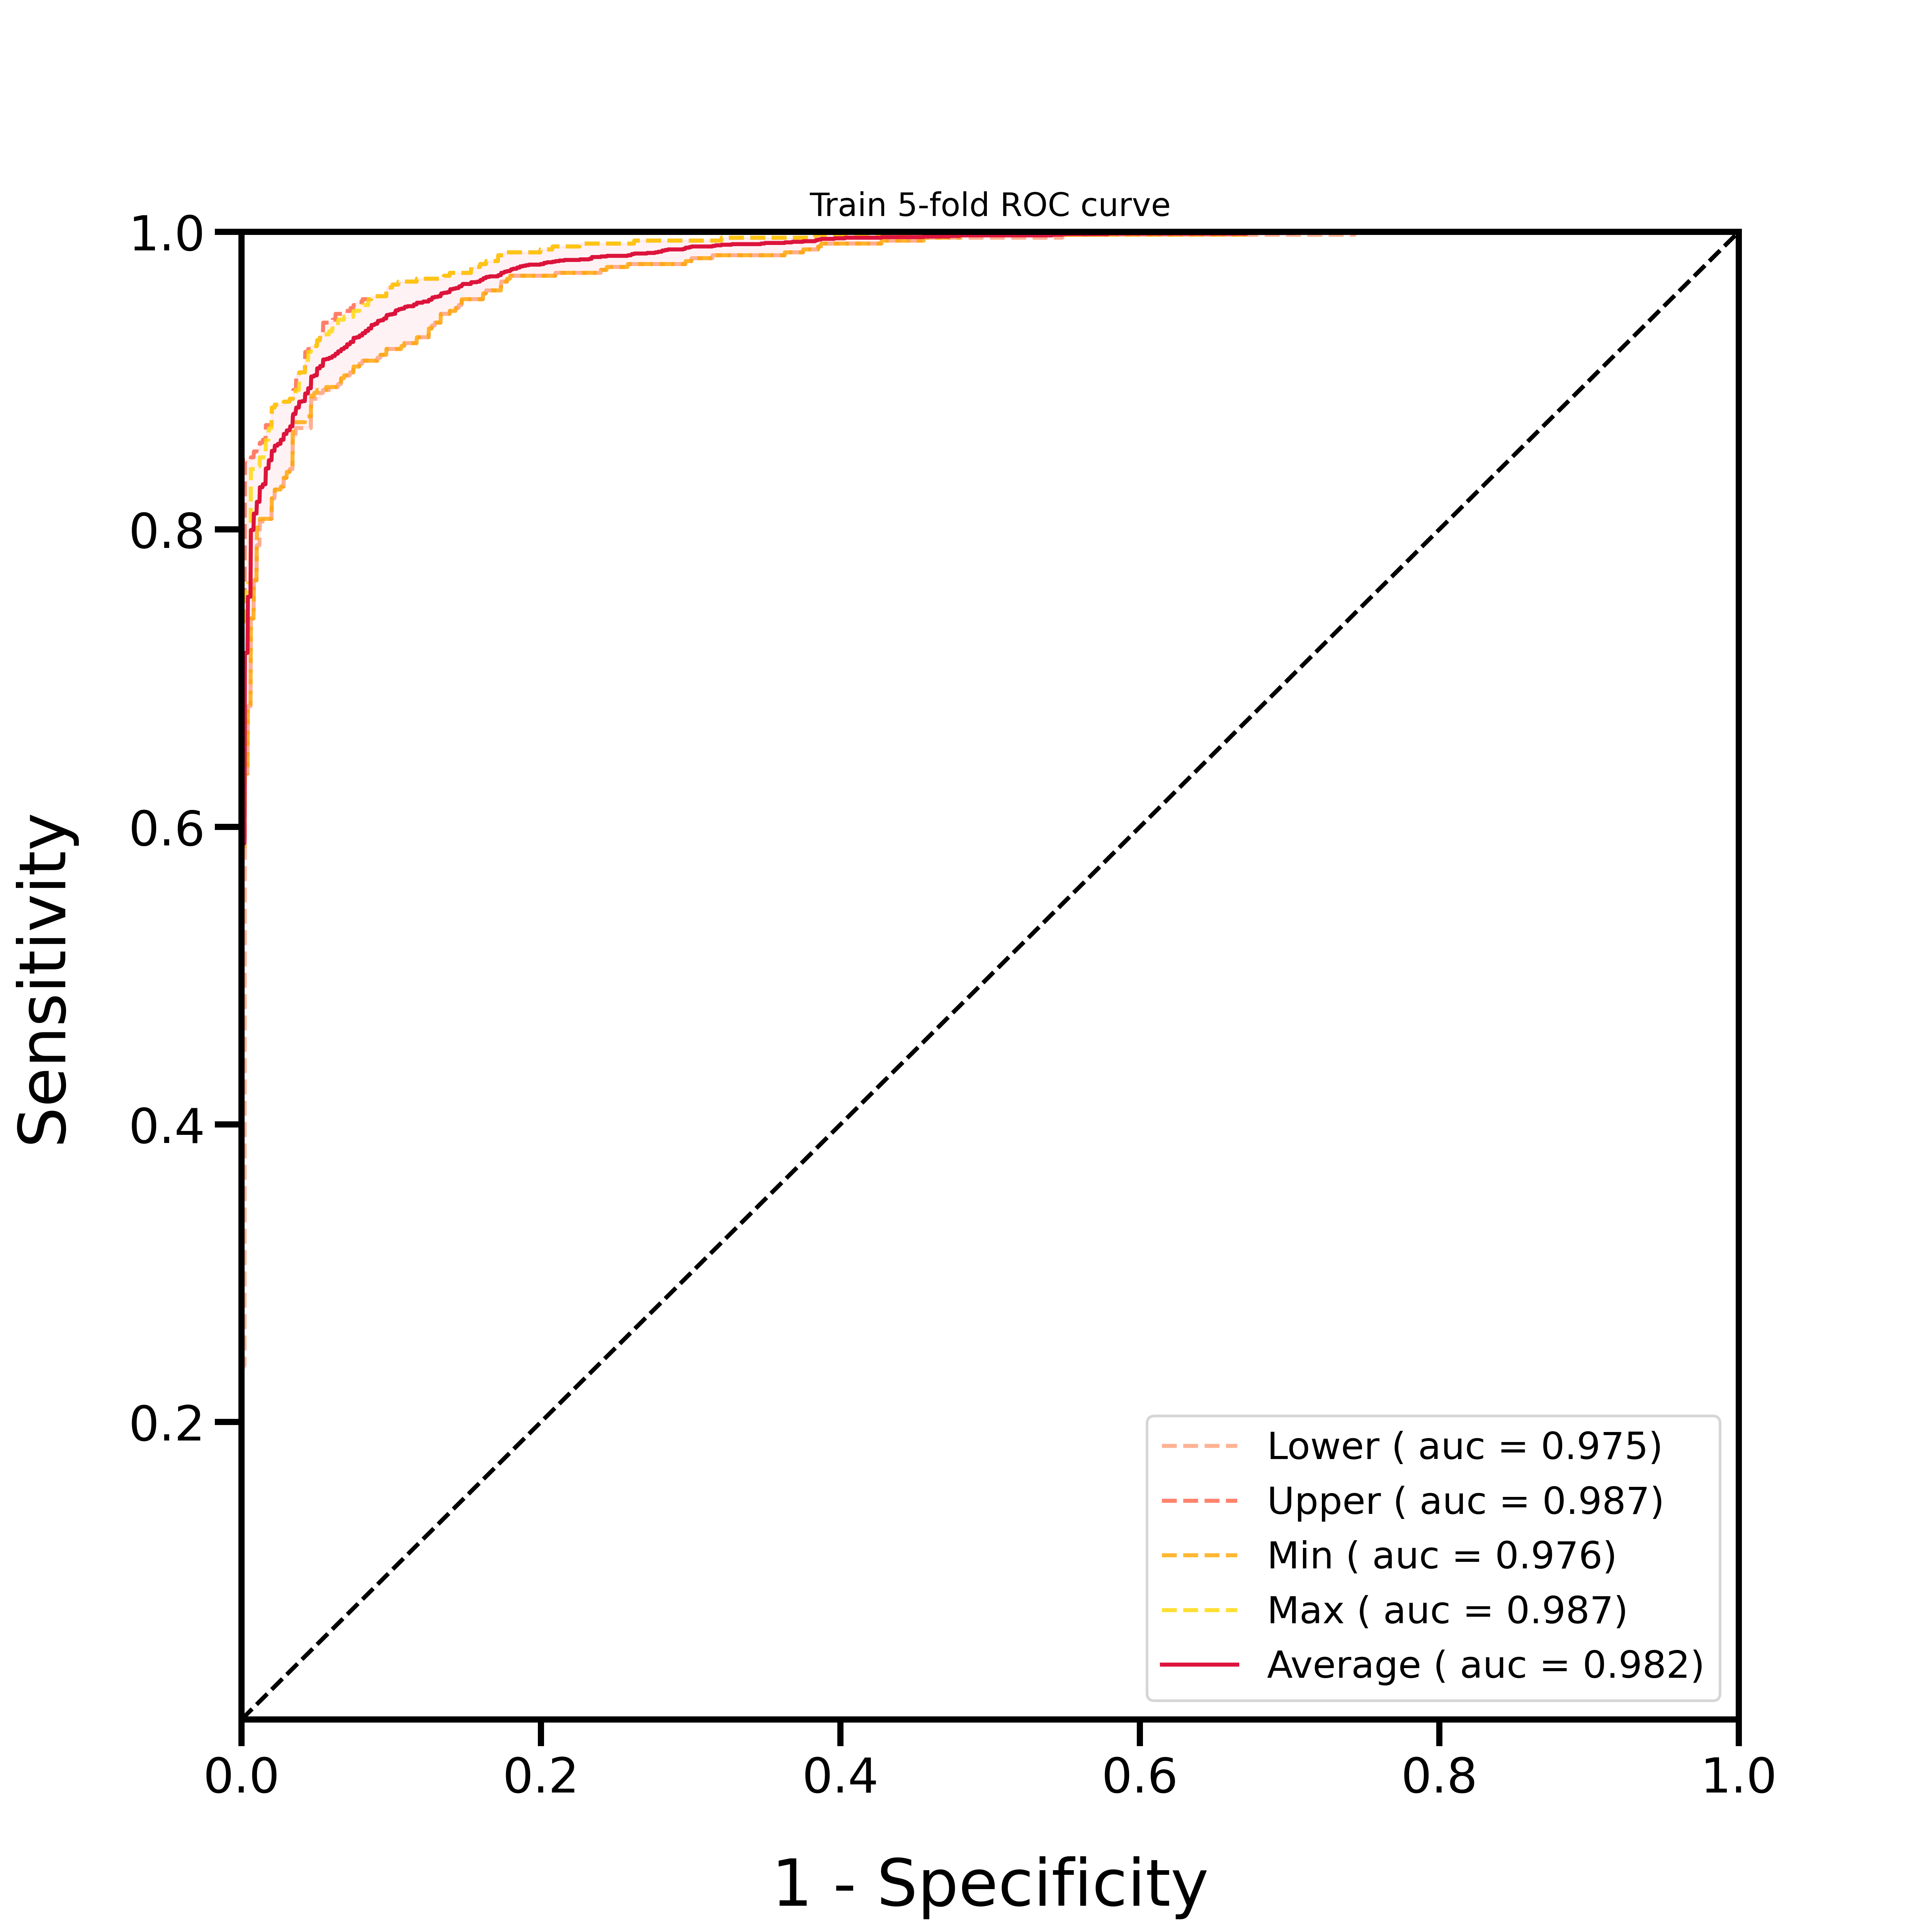 Train 5-fold ROC curve
1.0
0.8
0.6
0.4
0.2
Sensitivity
Lower ( auc = 0.975)
Upper ( auc = 0.987)
Min ( auc = 0.976)
Max ( auc = 0.987)
Average ( auc = 0.982)
0.0 0.2 0.4 0.6 0.8 1.0
1 - Specificity